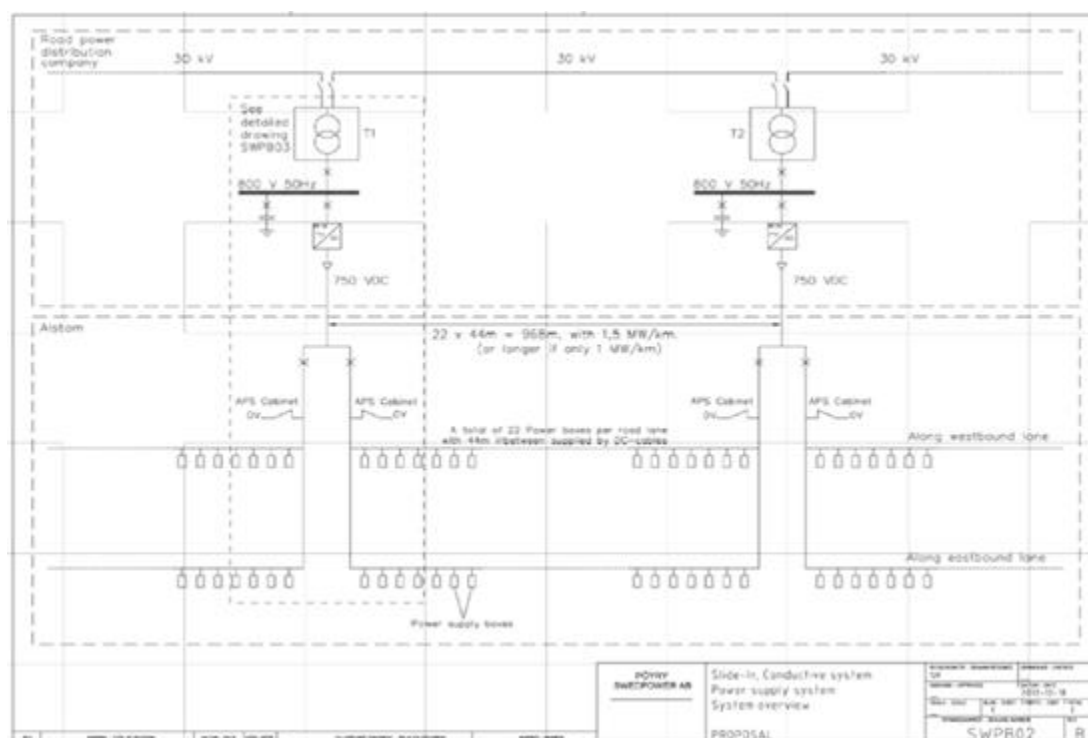 Road power
distribution
company
30 kV
30 kV
30 kV
See
detailed
drawing
SWPB03
T1
T2
800 V 50Hz
800 V 50Hz
750 VDC
750 VDC
Alstom
22 x 44m = 968m, with 1,5 MW/km.
(or longer if only 1 MW/km)
APS Cabinet
APS Cabinet
APS Cabinet
APS Cabinet
0V
0V
0V
0V
A total of 22 Power boxes per road lane
with 44m inbetween supplied by DC-cables
Along westbound lane
Along eastbound lane
Power supply boxes
PÖYRY
SWEDPOWER AB
Slide-in, Conductive system
Power supply system
System overview
PROPOSAL
SWPB02
B